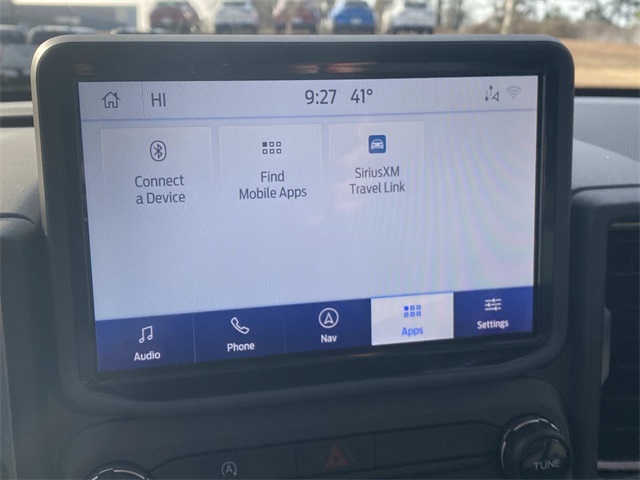 HI
9:27 41°
Connect
a Device
Find
Mobile Apps
SiriusXM
Travel Link
Audio
Phone
Nav
Apps
Settings
TUNE